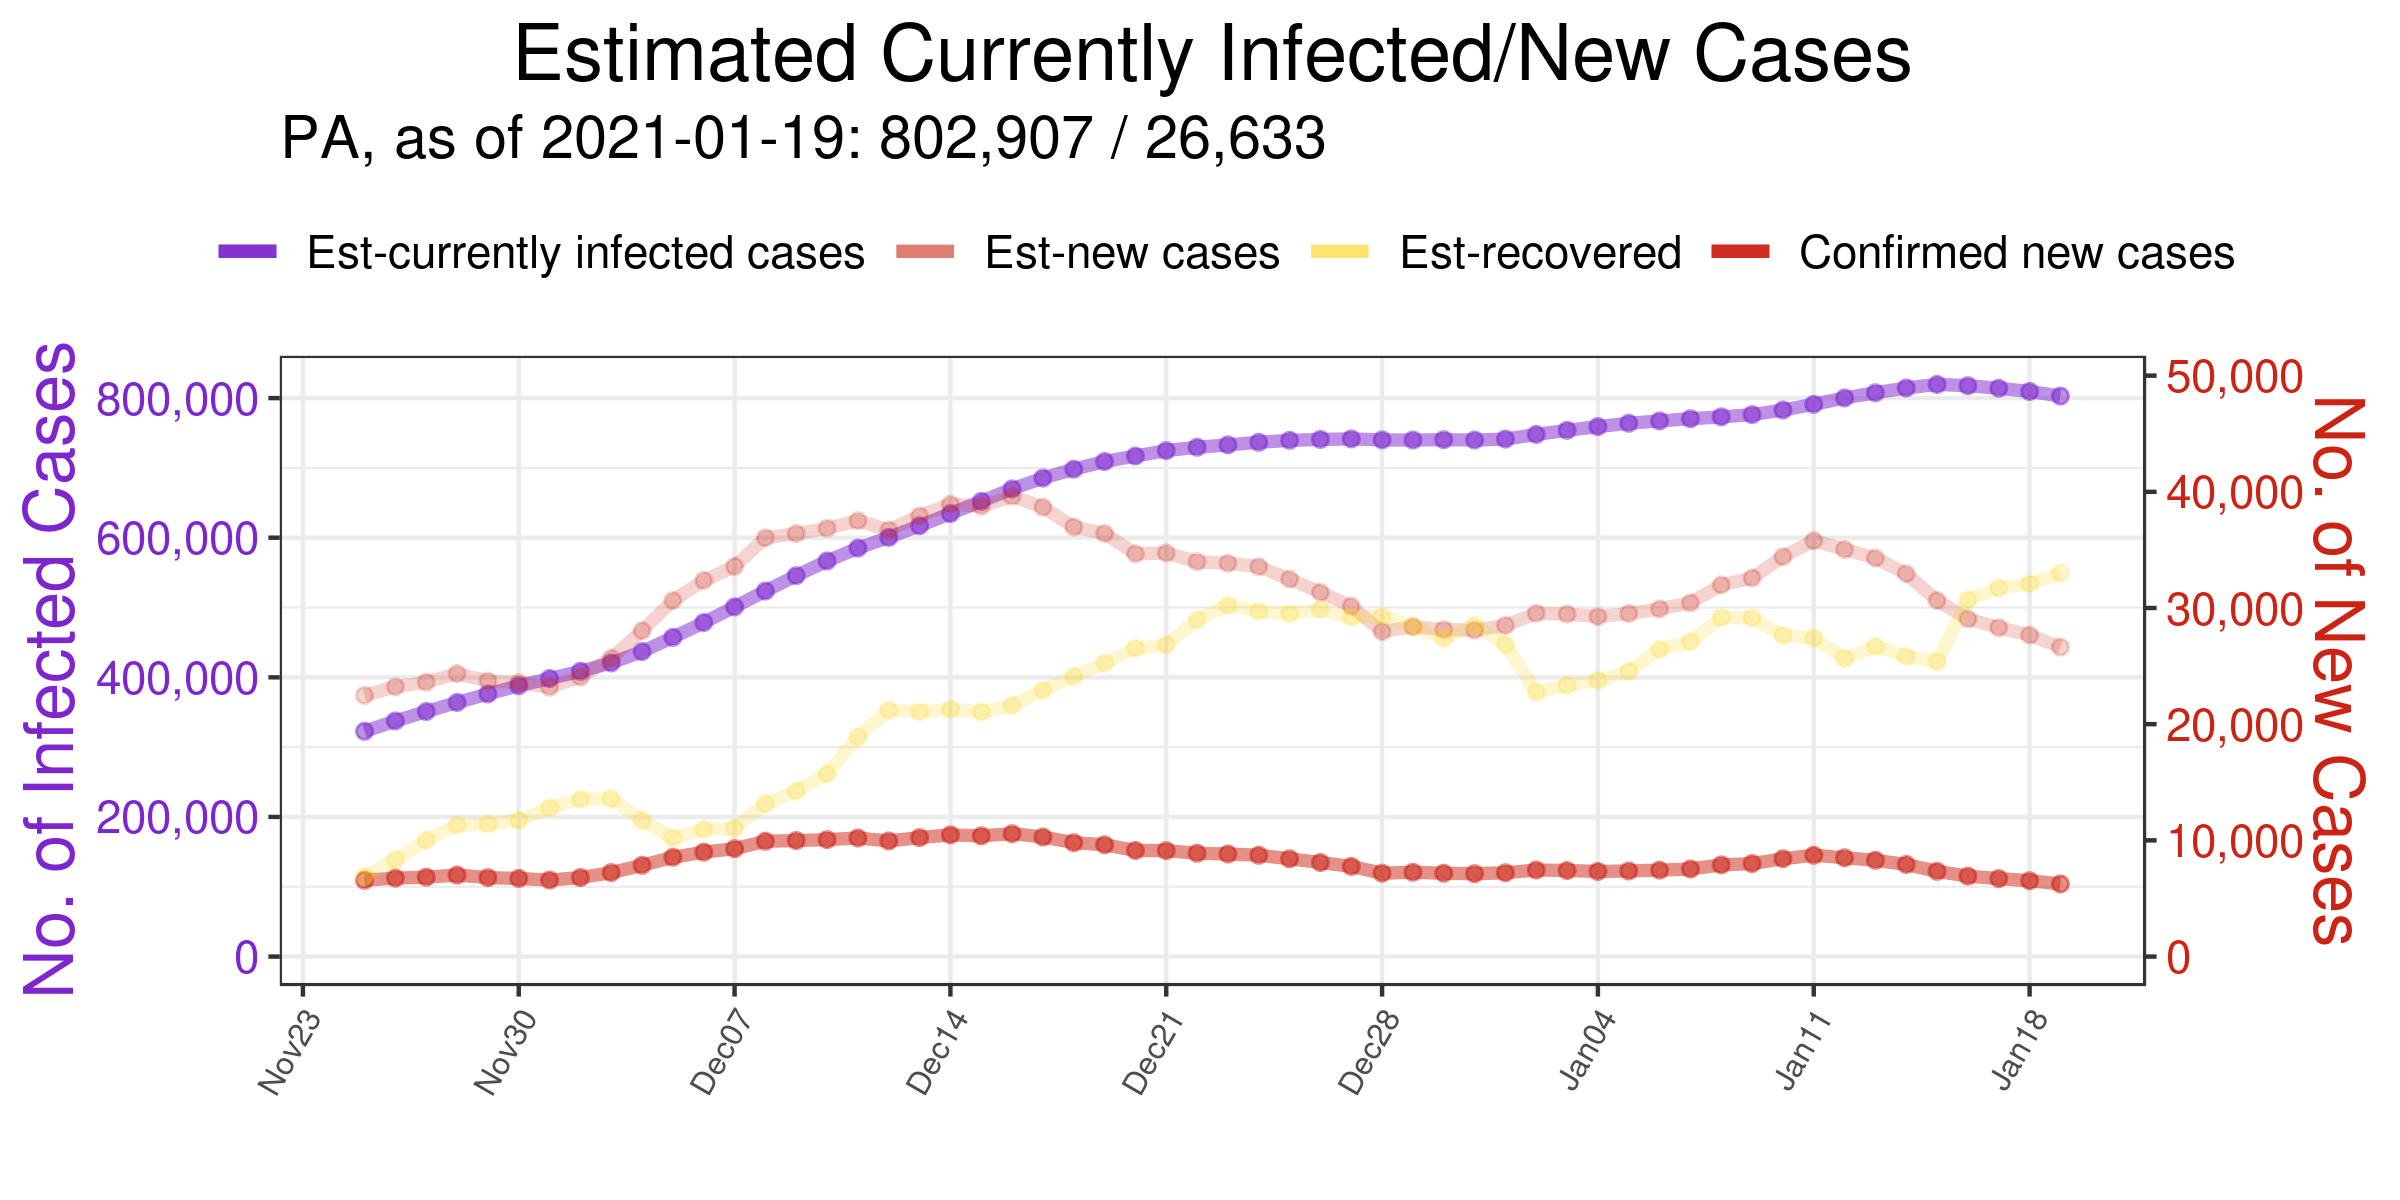 Estimated Currently Infected/New Cases
PA, as of 2021-01-19: 802,907 / 26,633
Est-currently infected cases Est-new cases Est-recovered Confirmed new cases
No. of Infected Cases
800,000
600,000
400,000
200,000
0
50,000
40,000
30,000
20,000
10,000
0
No. of New Cases
Nov23 Nov30 Dec07 Dec14 Dec21 Dec28 Jan04 Jan11 Jan18